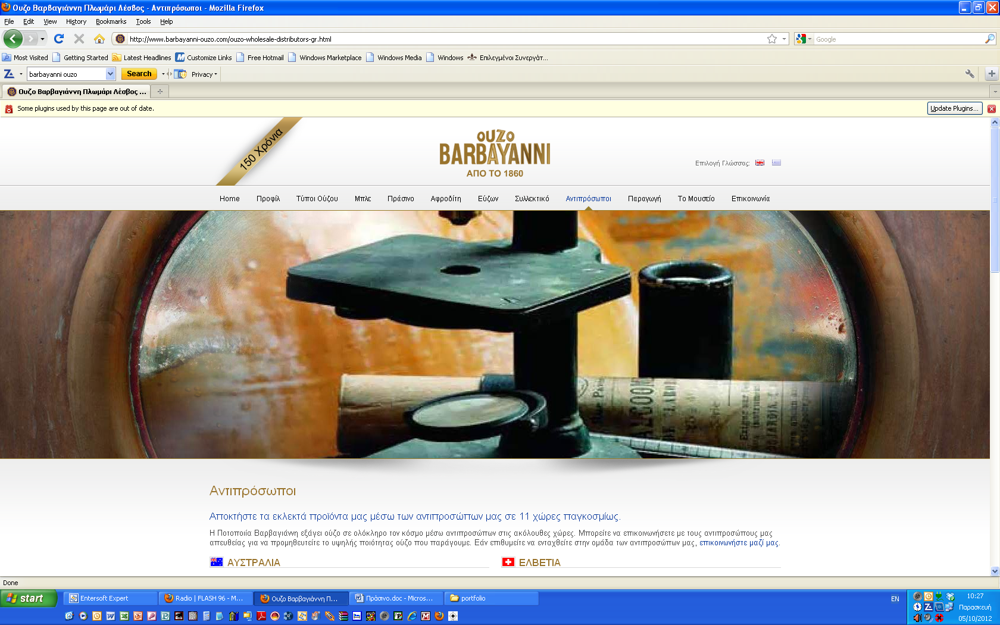 Ουζο Βαρβαγιάννη Πλωμάρι Λέσβος - Αντιπρόσωποι - Mozilla Firefox
File Edit View History Bookmarks Tools Help
http://www.barbayanni-ouzo.com/ouzo-wholesale-distributors-gr.html
Google
Most Visited Getting Started Latest Headlines Customize Links Free Hotmail Windows Marketplace Windows Media Windows Επιλεγμένοι Συνεργάτ...
barbayanni ouzo Search Privacy
Ουζο Βαρβαγιάννη Πλωμάρι Λέσβος ...
Some plugins used by this page are out of date. Update Plugins...
150 Χρόνια
ουζο
BARBAYANNI
ΑΠΟ ΤΟ 1860
Επιλογή Γλώσσας:
Home Προφίλ Τύποι Ούζου Μπλε Πράσινο Αφροδίτη Εύζων Συλλεκτικό Αντιπρόσωποι Παραγωγή Το Μουσείο Επικοινωνία
Αντιπρόσωποι
Αποκτήστε τα εκλεκτά προϊόντα μας μέσω των αντιπροσώπων μας σε 11 χώρες παγκοσμίως.
Η Ποτοποιία Βαρβαγιάννη εξάγει ούζο σε ολόκληρο τον κόσμο μέσω αντιπροσώπων στις ακόλουθες χώρες. Μπορείτε να επικοινωνήσετε με τους αντιπροσώπους μας
απευθείας για να προμηθευτείτε το υψηλής ποιότητας ούζο που παράγουμε. Εάν επιθυμείτε να ενταχθείτε στην ομάδα των αντιπροσώπων μας, επικοινωνήστε μαζί μας.
ΑΥΣΤΡΑΛΙΑ
ΕΛΒΕΤΙΑ
Done
start Entersoft Expert Radio | FLASH 96 - M... Ουζο Βαρβαγιάννη Π... Πράσινο.doc - Micros... portfolio EN
10:27
Παρασκευή
05/10/2012